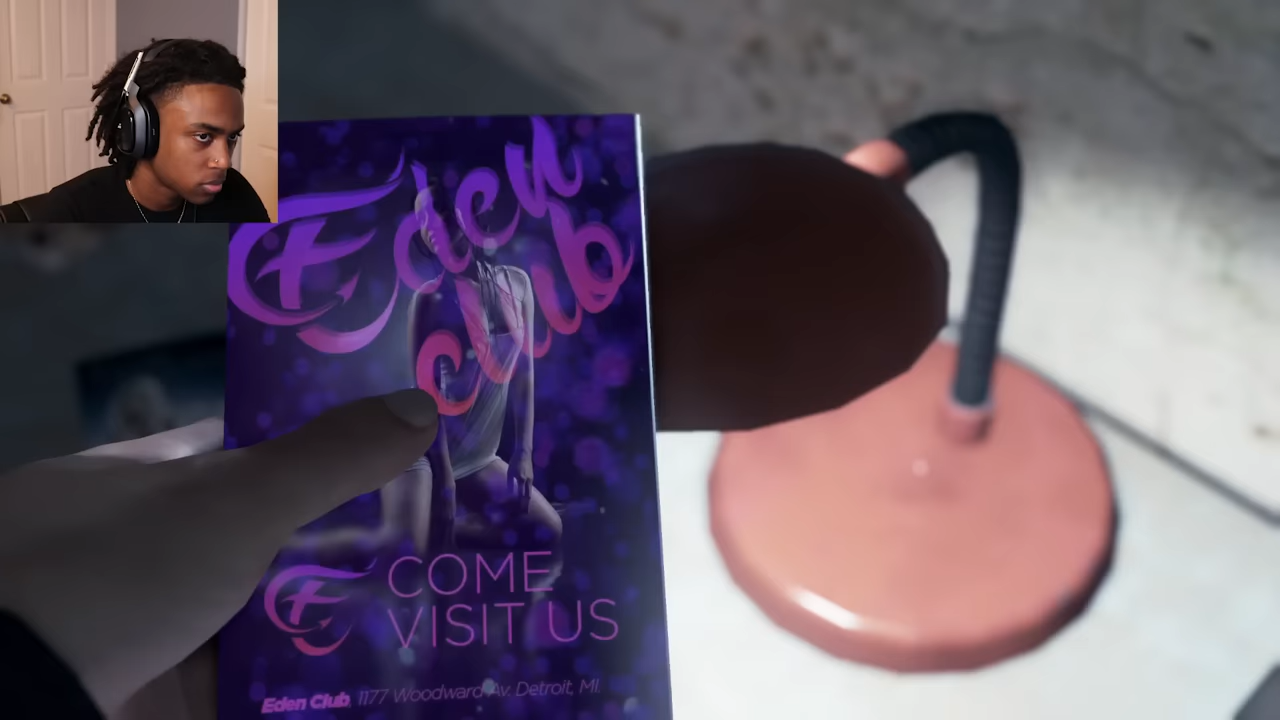 Eden
club
COME
VISIT US
Eden Club, 1177 Woodward Av. Detroit, MI.